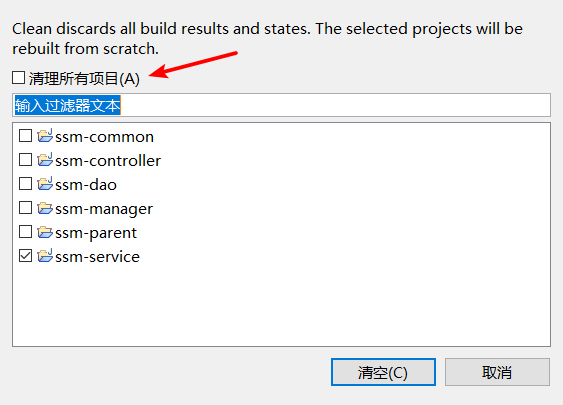 Clean discards all build results and states. The selected projects will be
rebuilt from scratch.
清理所有项目(A)
输入过滤器文本
ssm-common
ssm-controller
ssm-dao
ssm-manager
ssm-parent
ssm-service
清空(C)
取消